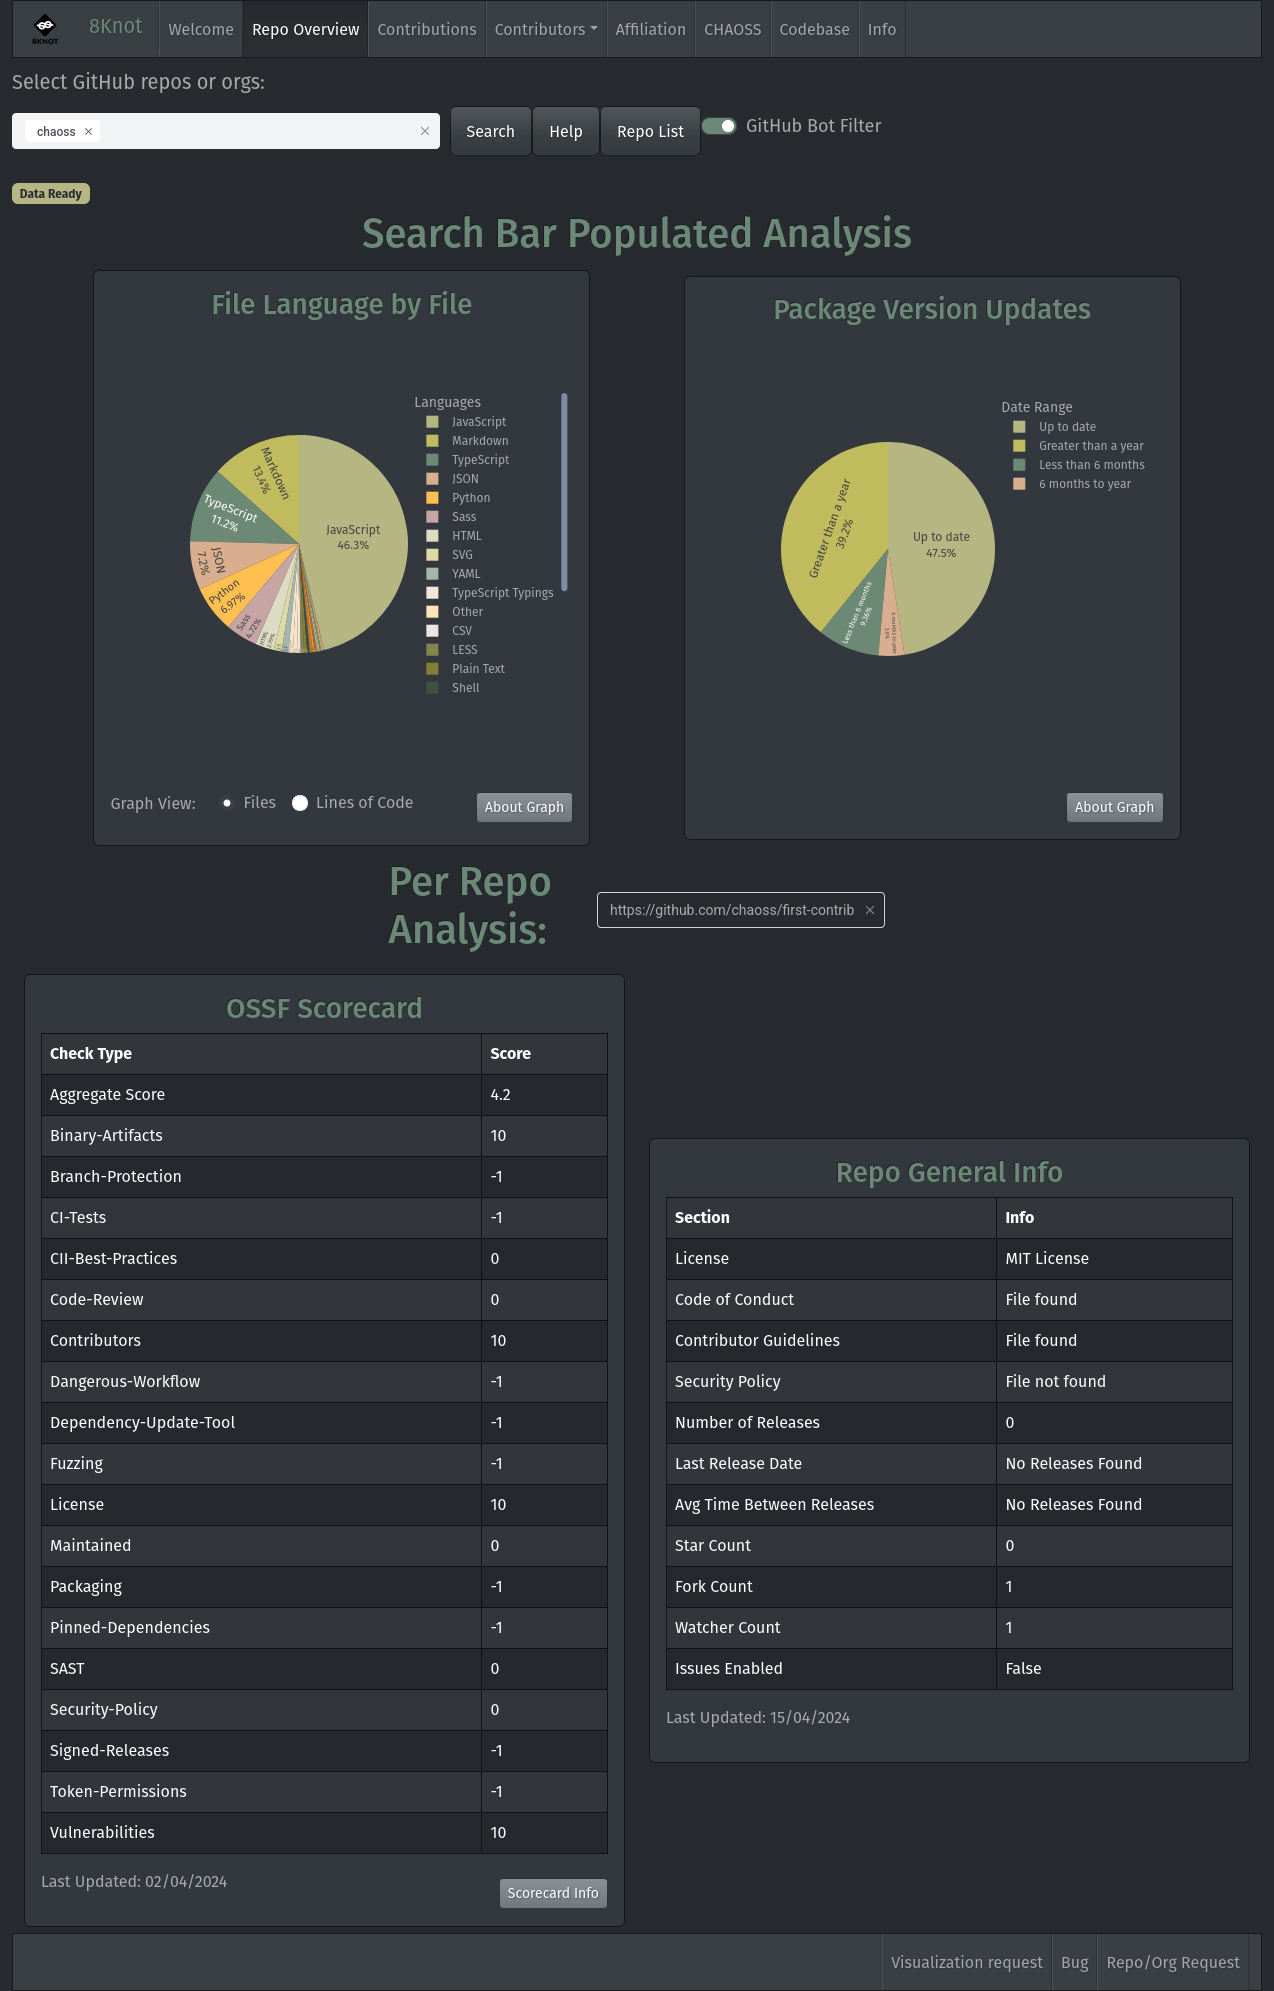 8KNOT
8Knot
Welcome
Repo Overview
Contributions
Contributors
Affiliation
CHAOSS
Codebase
Info
Select GitHub repos or orgs:
chaoss ×
×
Search
Help
Repo List
GitHub Bot Filter
Data Ready
Search Bar Populated Analysis
File Language by File
Languages
JavaScript
Markdown
TypeScript
JSON
Python
Sass
HTML
SVG
YAML
TypeScript Typings
Other
CSV
LESS
Plain Text
Shell
JavaScript
46.3%
Markdown
13.4%
TypeScript
11.2%
JSON
7.2%
Python
6.97%
Sass
4.72%
HTML
Graph View:
Files
Lines of Code
About Graph
Package Version Updates
Date Range
Up to date
Greater than a year
Less than 6 months
6 months to year
Up to date
47.5%
Greater than a year
39.2%
Less than 6 months
9.36%
6 months to year
About Graph
Per Repo
Analysis:
https://github.com/chaoss/first-contrib ×
OSSF Scorecard
Check Type Score
Aggregate Score 4.2
Binary-Artifacts 10
Branch-Protection -1
CI-Tests -1
CII-Best-Practices 0
Code-Review 0
Contributors 10
Dangerous-Workflow -1
Dependency-Update-Tool -1
Fuzzing -1
License 10
Maintained 0
Packaging -1
Pinned-Dependencies -1
SAST 0
Security-Policy 0
Signed-Releases -1
Token-Permissions -1
Vulnerabilities 10
Last Updated: 02/04/2024
Scorecard Info
Repo General Info
Section Info
License MIT License
Code of Conduct File found
Contributor Guidelines File found
Security Policy File not found
Number of Releases 0
Last Release Date No Releases Found
Avg Time Between Releases No Releases Found
Star Count 0
Fork Count 1
Watcher Count 1
Issues Enabled False
Last Updated: 15/04/2024
Visualization request
Bug
Repo/Org Request